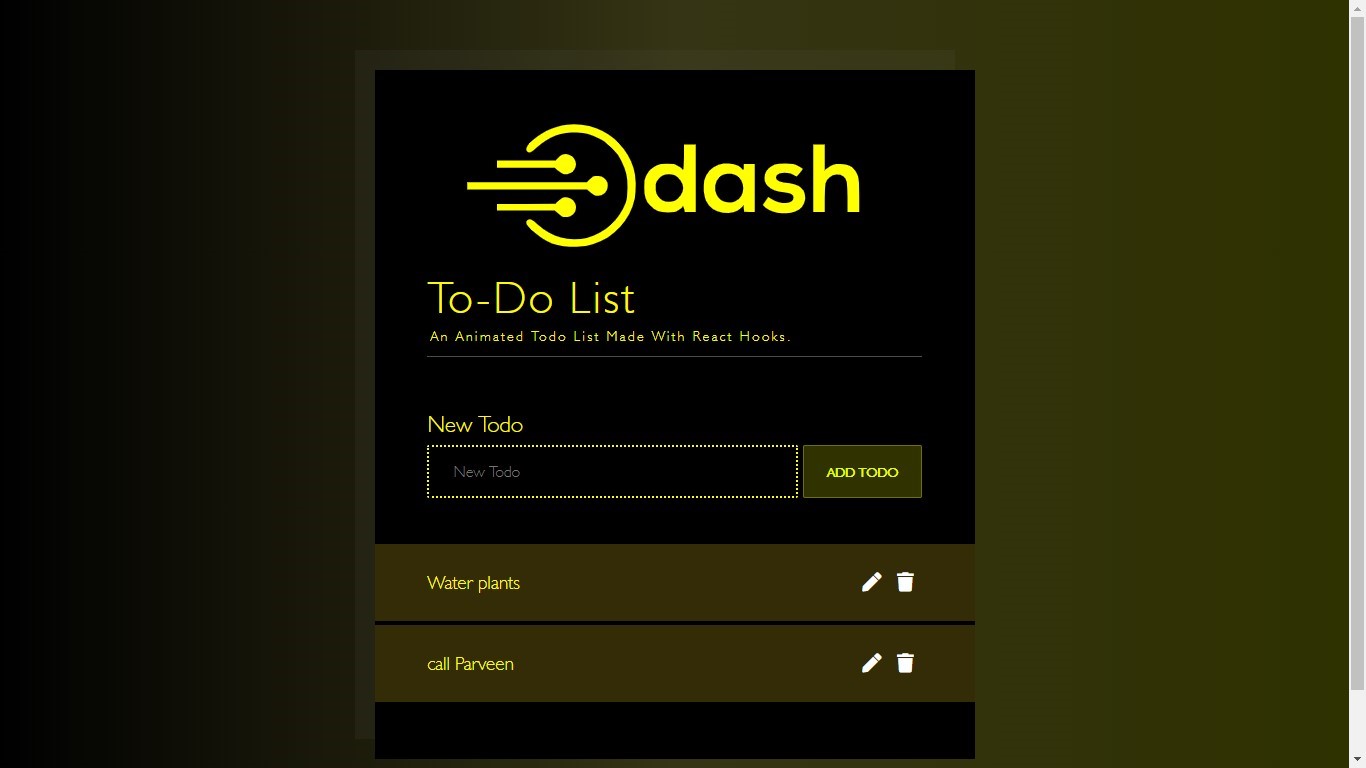 dash
To-Do List
An Animated Todo List Made With React Hooks.
New Todo
New Todo
ADD TODO
Water plants
call Parveen